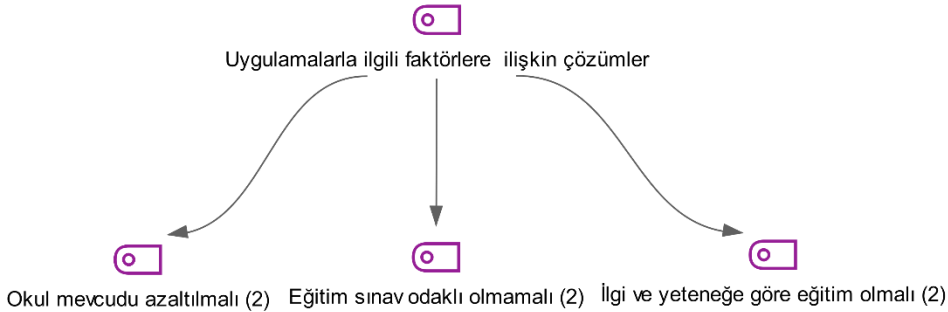 Uygulamalarla ilgili faktörlere ilişkin çözümler
Okul mevcudu azaltılmalı (2)
Eğitim sınav odaklı olmamalı (2)
İlgi ve yeteneğe göre eğitim olmalı (2)